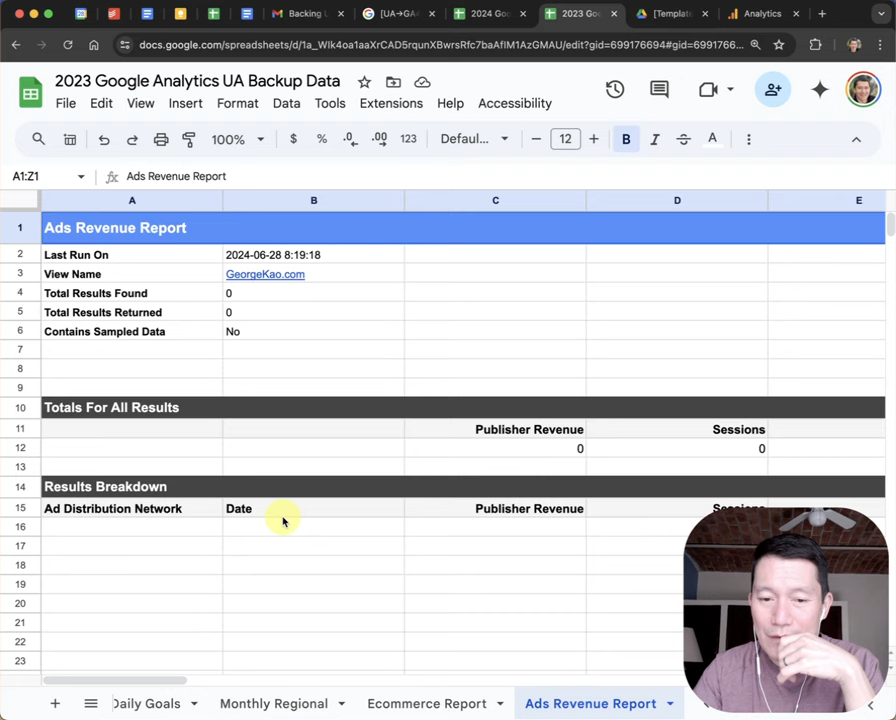 Backing
[UA→GA4
2024 Goo
2023 Goo
[Templat
Analytics
docs.google.com/spreadsheets/d/1a_WIk4oa1aaXrCAD5rqunXBwrsRfc7baAfIM1AzGMAU/edit?gid=699176694#gid=6991766...
2023 Google Analytics UA Backup Data
File Edit View Insert Format Data Tools Extensions Help Accessibility
100% $ % .0 .00 123 Defaul... − 12 + B I S A
A1:Z1 fx Ads Revenue Report
A B C D E
1 Ads Revenue Report
2 Last Run On 2024-06-28 8:19:18
3 View Name GeorgeKao.com
4 Total Results Found 0
5 Total Results Returned 0
6 Contains Sampled Data No
7
8
9
10 Totals For All Results
11 Publisher Revenue Sessions
12 0 0
13
14 Results Breakdown
15 Ad Distribution Network Date Publisher Revenue Sessions
16
17
18
19
20
21
22
23
Daily Goals Monthly Regional Ecommerce Report Ads Revenue Report